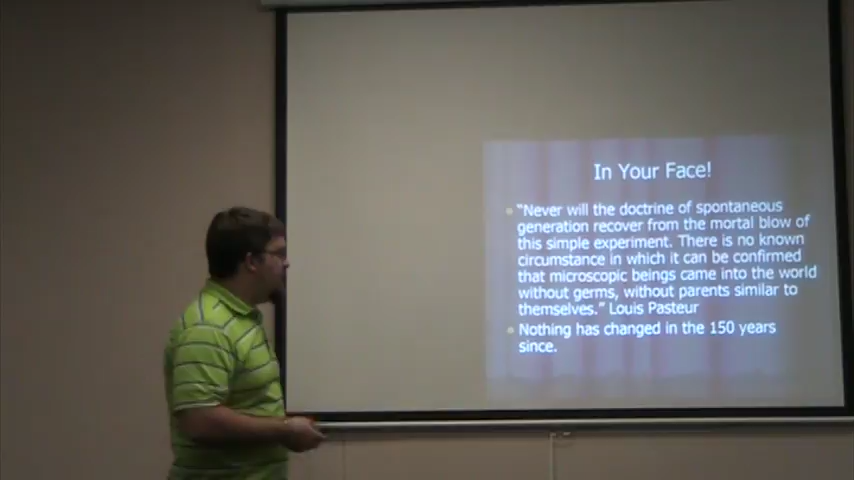 In Your Face!
“Never will the doctrine of spontaneous
generation recover from the mortal blow of
this simple experiment. There is no known
circumstance in which it can be confirmed
that microscopic beings came into the world
without germs, without parents similar to
themselves.” Louis Pasteur
Nothing has changed in the 150 years
since.